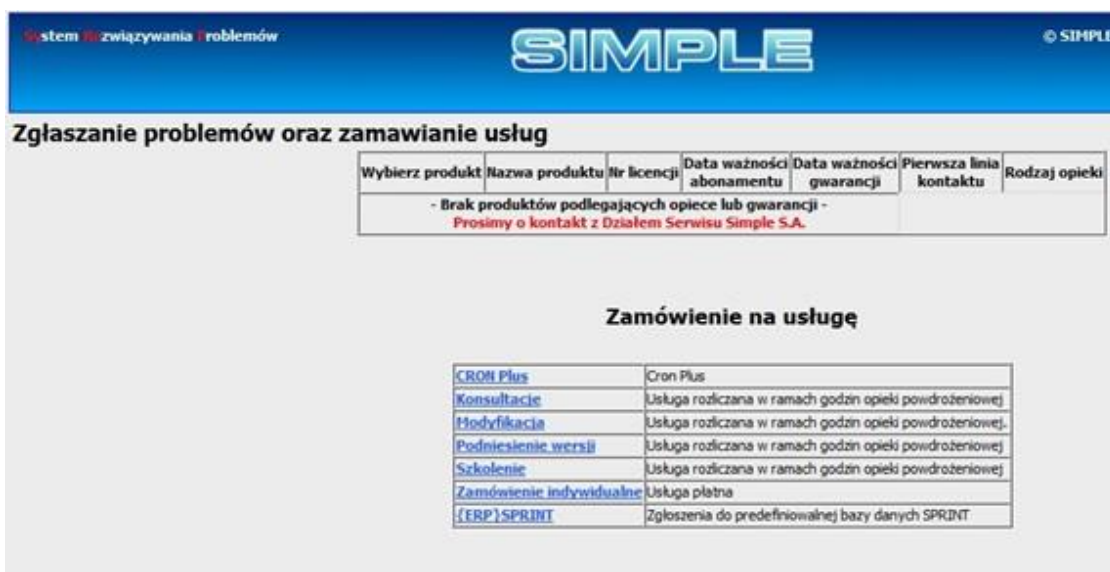 System Rozwiązywania Problemów
SIMPLE
© SIMPLE
Zgłaszanie problemów oraz zamawianie usług
Wybierz produkt Nazwa produktu Nr licencji Data ważności abonamentu Data ważności gwarancji Pierwsza linia kontaktu Rodzaj opieki
- Brak produktów podlegających opiece lub gwarancji -
Prosimy o kontakt z Działem Serwisu Simple S.A.
Zamówienie na usługę
CRON Plus Cron Plus
Konsultacje Usługa rozliczana w ramach godzin opieki powdrożeniowej
Modyfikacja Usługa rozliczana w ramach godzin opieki powdrożeniowej.
Podniesienie wersji Usługa rozliczana w ramach godzin opieki powdrożeniowej
Szkolenie Usługa rozliczana w ramach godzin opieki powdrożeniowej
Zamówienie indywidualne Usługa płatna
{ERP}SPRINT Zgłoszenia do predefiniowalnej bazy danych SPRINT